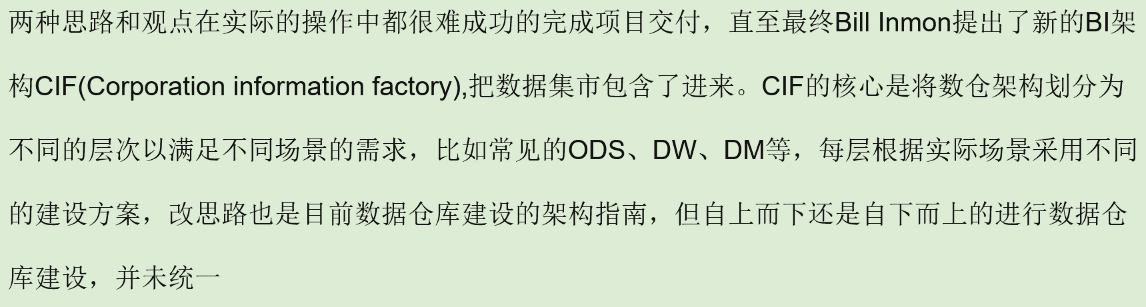 两种思路和观点在实际的操作中都很难成功的完成项目交付，直至最终Bill Inmon提出了新的BI架
构CIF(Corporation information factory),把数据集市包含了进来。CIF的核心是将数仓架构划分为
不同的层次以满足不同场景的需求，比如常见的ODS、DW、DM等，每层根据实际场景采用不同
的建设方案，改思路也是目前数据仓库建设的架构指南，但自上而下还是自下而上的进行数据仓
库建设，并未统一